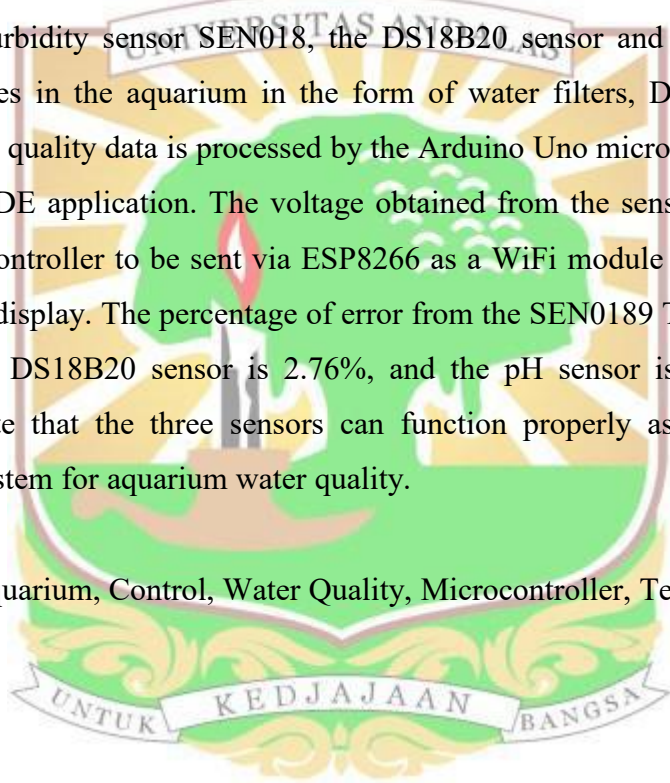 UNIVERSITAS ANDALAS
urbidity sensor SEN018, the DS18B20 sensor and
es in the aquarium in the form of water filters, D
quality data is processed by the Arduino Uno micro
DE application. The voltage obtained from the sens
ontroller to be sent via ESP8266 as a WiFi module
display. The percentage of error from the SEN0189 T
DS18B20 sensor is 2.76%, and the pH sensor is
te that the three sensors can function properly as
stem for aquarium water quality.
quarium, Control, Water Quality, Microcontroller, Te
UNTUK KEDJAJAAN BANGSA